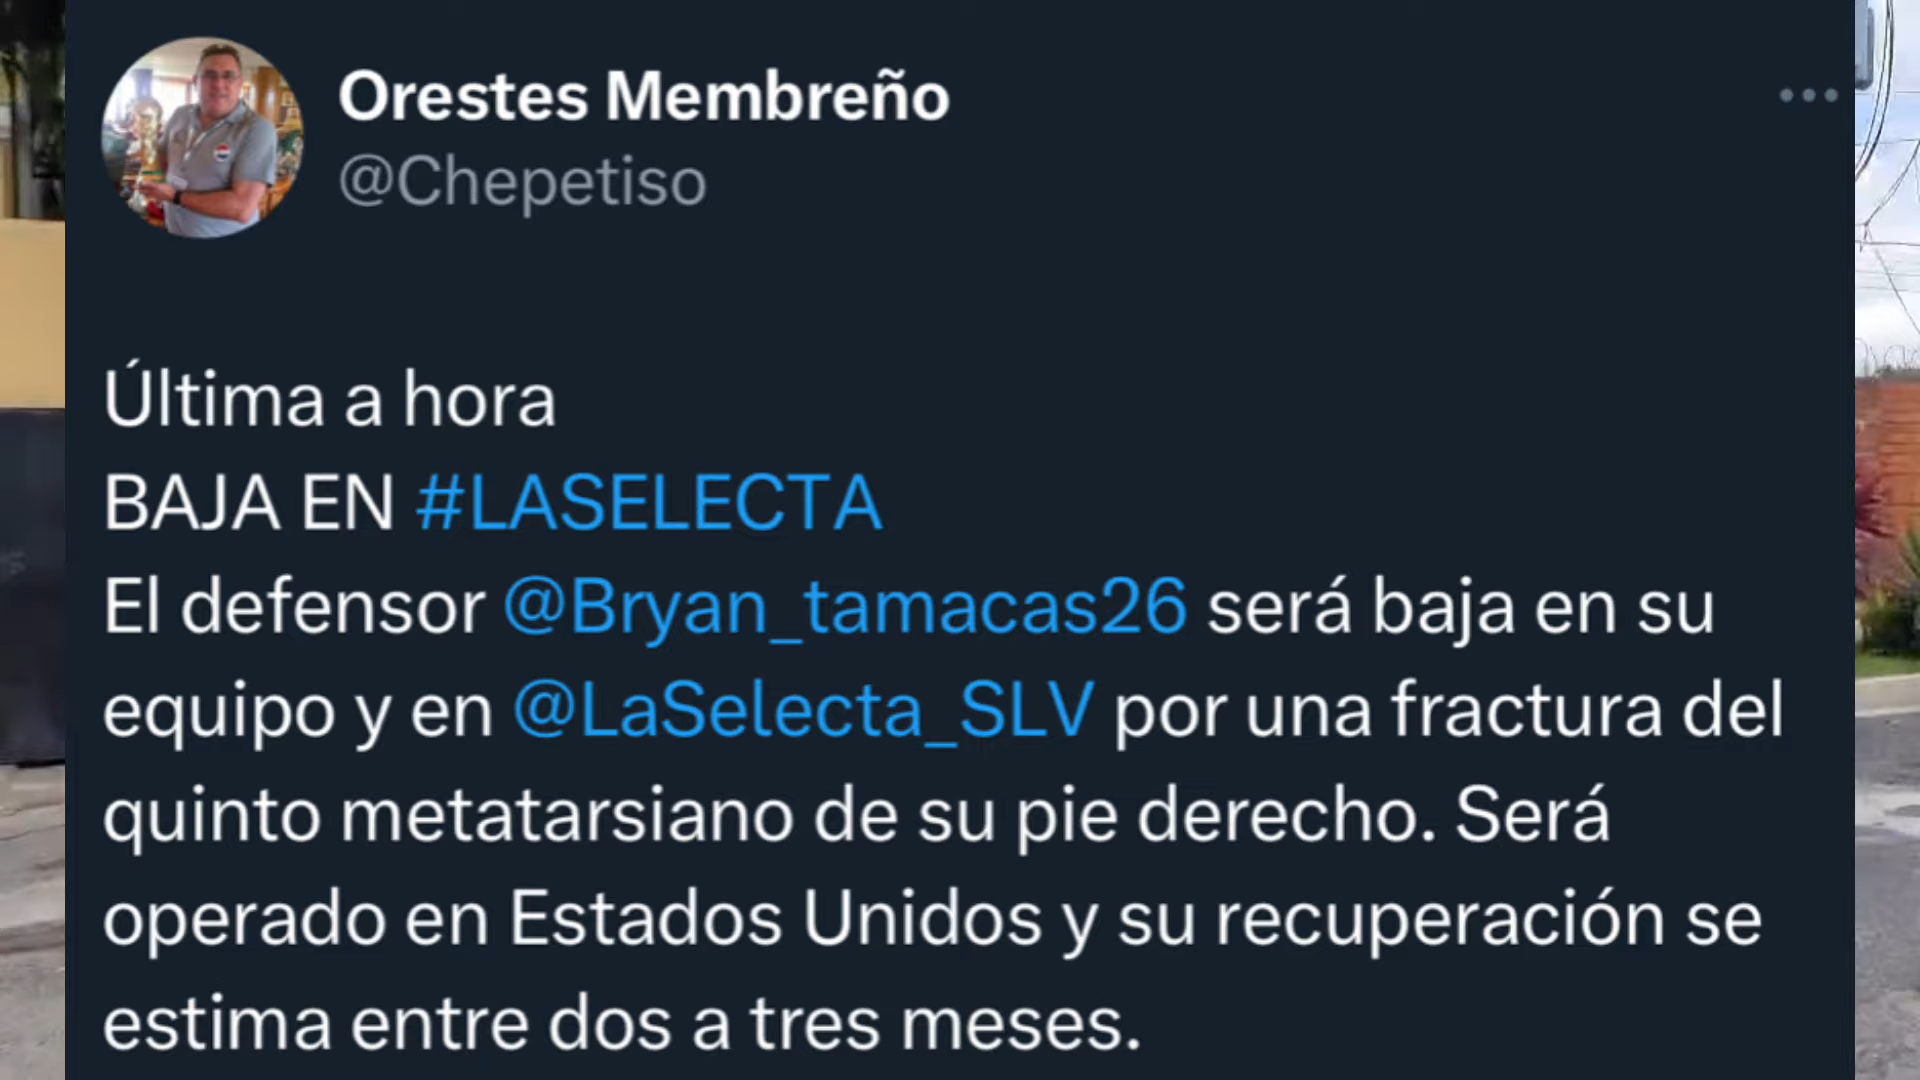 Orestes Membreño
@Chepetiso
Última a hora
BAJA EN #LASELECTA
El defensor @Bryan_tamacas26 será baja en su
equipo y en @LaSelecta_SLV por una fractura del
quinto metatarsiano de su pie derecho. Será
operado en Estados Unidos y su recuperación se
estima entre dos a tres meses.